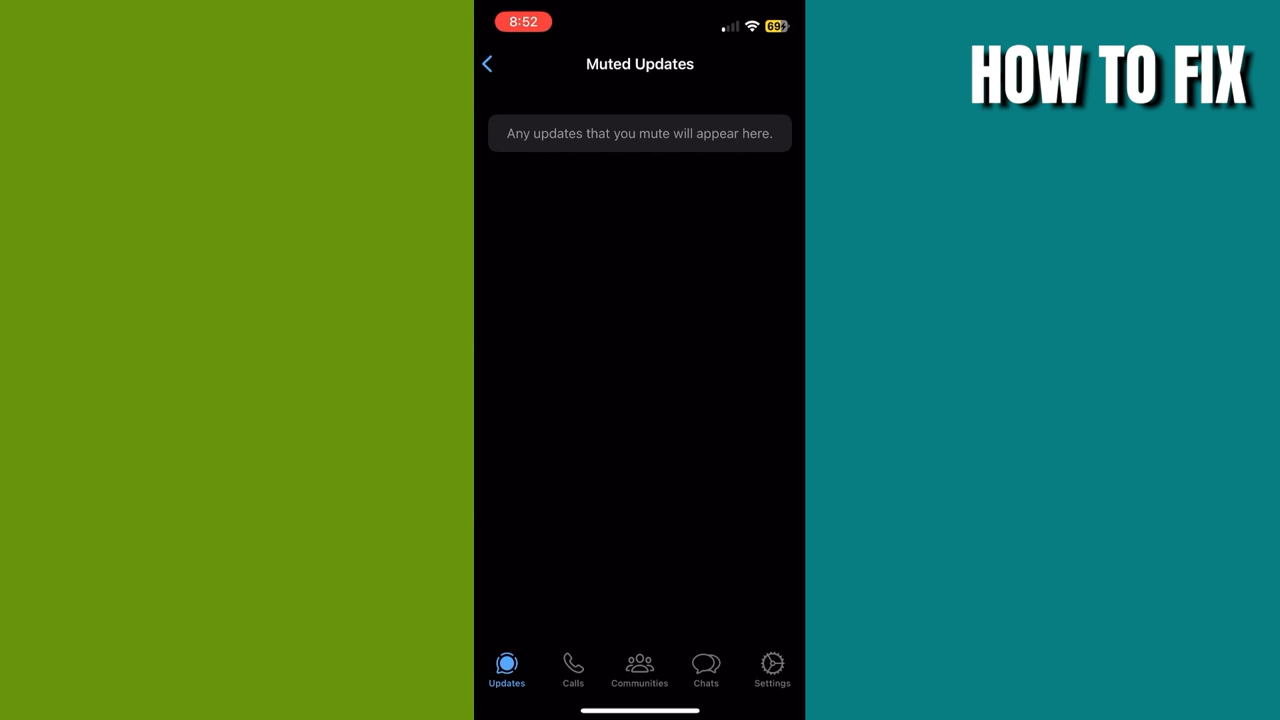 8:52
69
HOW TO FIX
Muted Updates
Any updates that you mute will appear here.
Updates
Calls
Communities
Chats
Settings